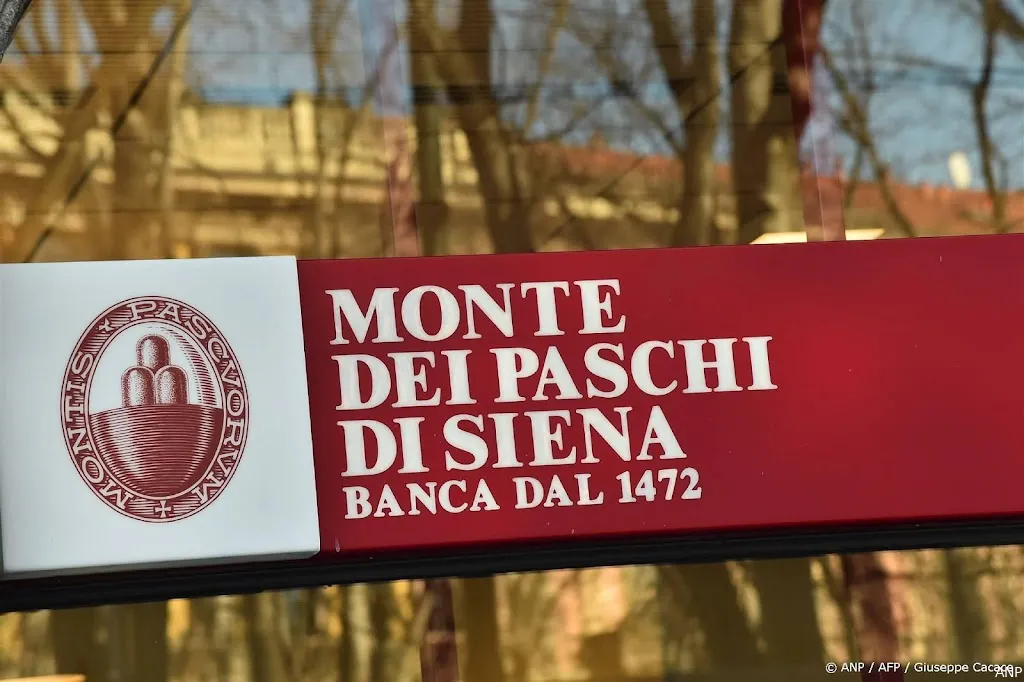 MONTIS PASCVORVM
MONTE
DEI PASCHI
DI SIENA
BANCA DAL 1472
© ANP / AFP / Giuseppe Cacace
ANP